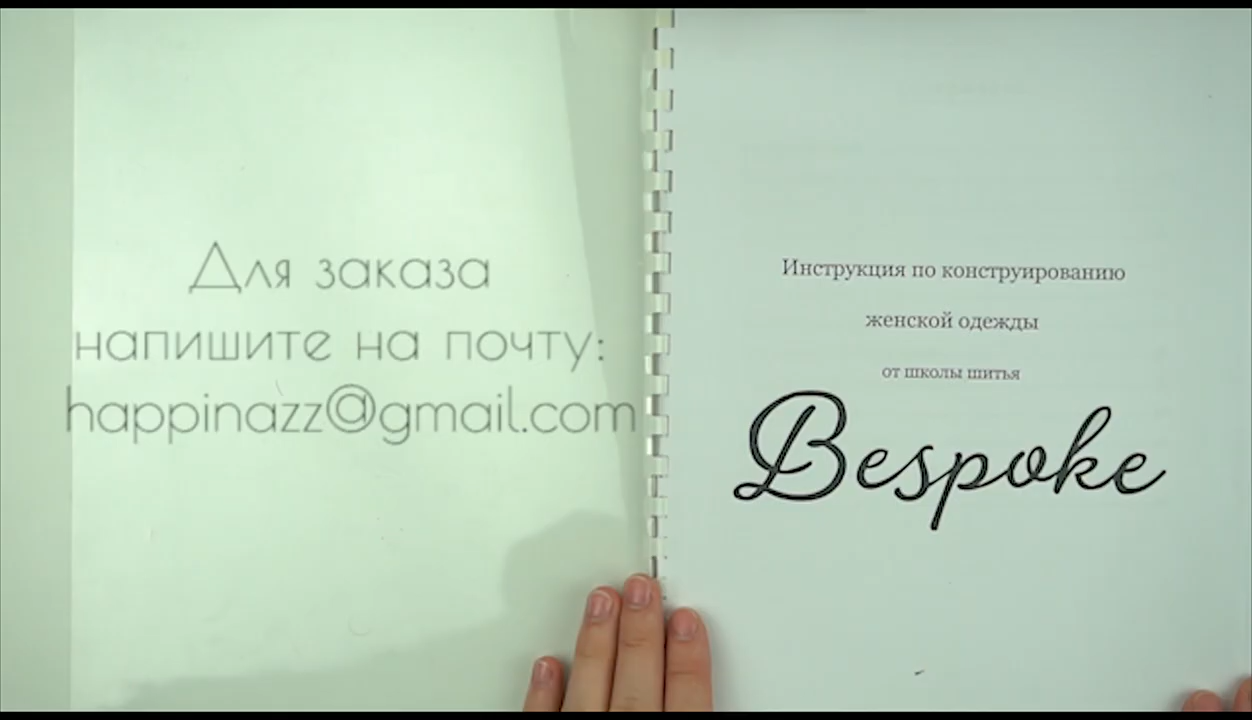 Для заказа
напишите на почту:
happinazz@gmail.com
Инструкция по конструированию
женской одежды
от школы шитья
Bespoke